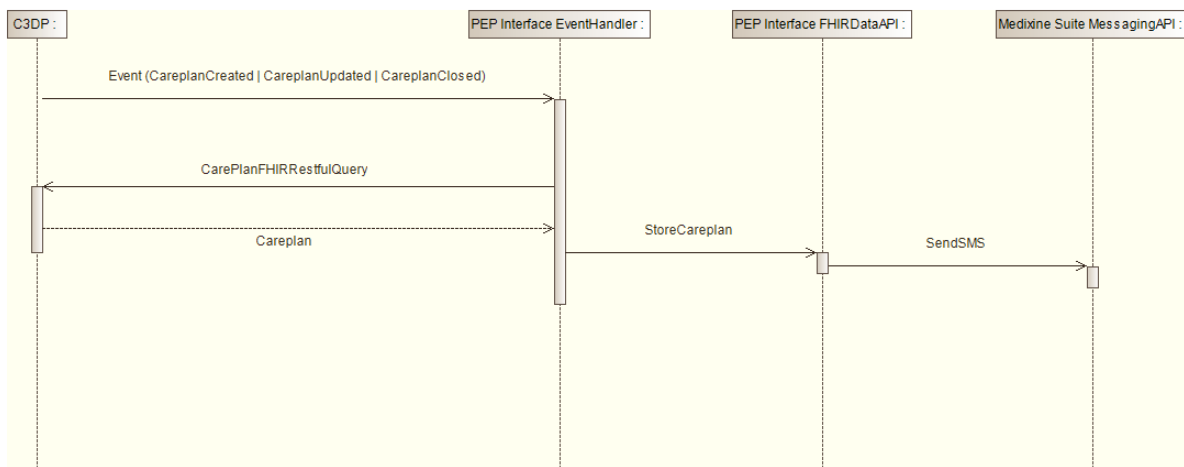 C3DP :
PEP Interface EventHandler :
PEP Interface FHIRDataAPI :
Medixine Suite MessagingAPI :
Event (CareplanCreated | CareplanUpdated | CareplanClosed)
CarePlanFHIRRestfulQuery
Careplan
StoreCareplan
SendSMS